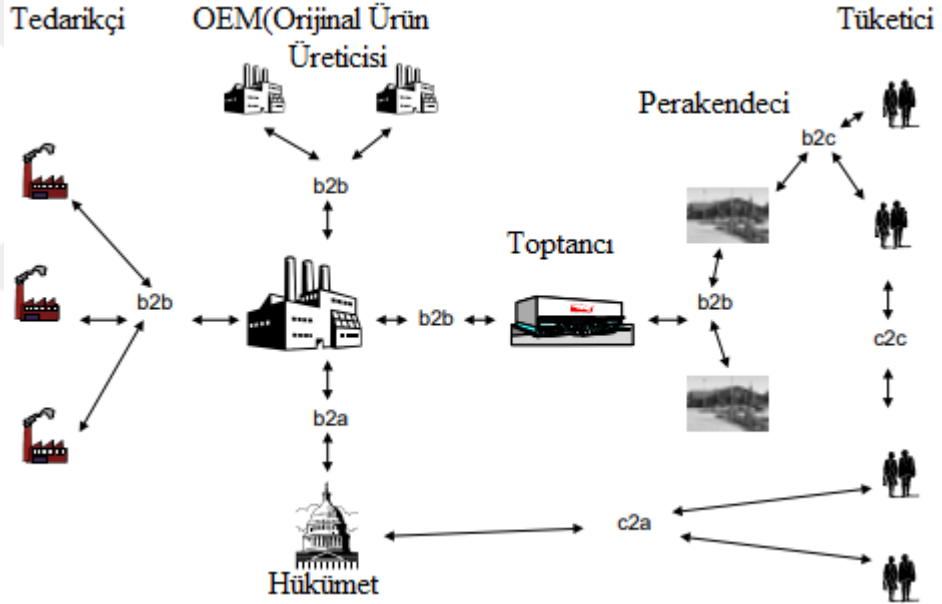 Tedarikçi
OEM(Orijinal Ürün
Üreticisi
Tüketici
Perakendeci
b2c
b2b
Toptancı
b2b
b2b
b2b
c2c
b2a
c2a
Hükümet